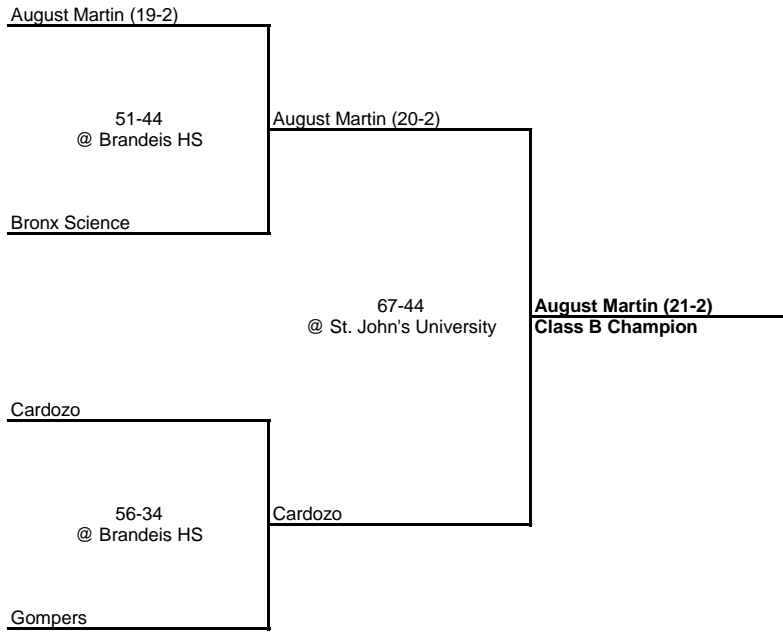 August Martin (19-2)
51-44
@ Brandeis HS
August Martin (20-2)
Bronx Science
67-44
@ St. John's University
August Martin (21-2)
Class B Champion
Cardozo
56-34
@ Brandeis HS
Cardozo
Gompers